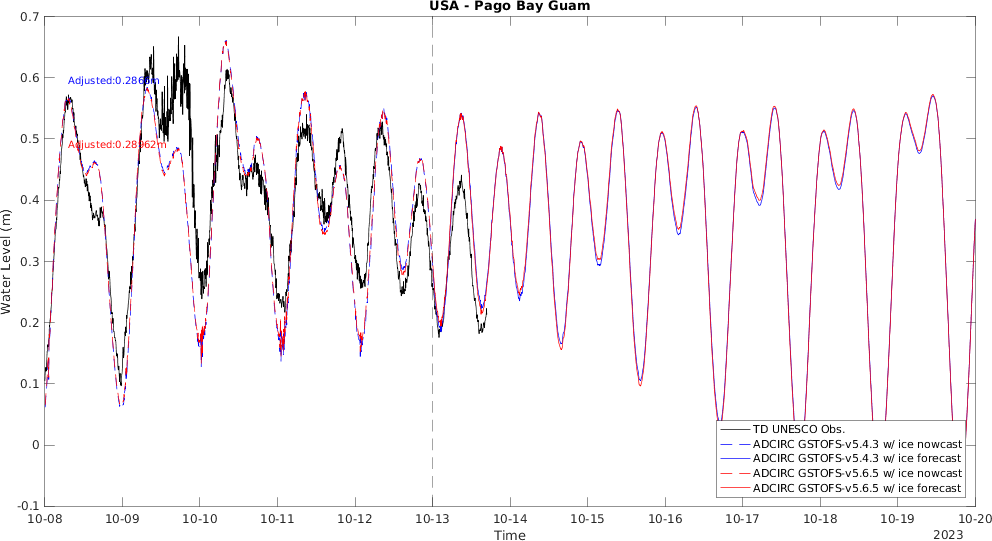 USA - Pago Bay Guam
0.7
0.6
0.5
0.4
0.3
0.2
0.1
0
-0.1
Water Level (m)
Adjusted:0.28962m
10-08 10-09 10-10 10-11 10-12 10-13 10-14 10-15 10-16 10-17 10-18 10-19 10-20
Time
2023
TD UNESCO Obs.
ADCIRC GSTOFS-v5.4.3 w/ ice nowcast
ADCIRC GSTOFS-v5.4.3 w/ ice forecast
ADCIRC GSTOFS-v5.6.5 w/ ice nowcast
ADCIRC GSTOFS-v5.6.5 w/ ice forecast